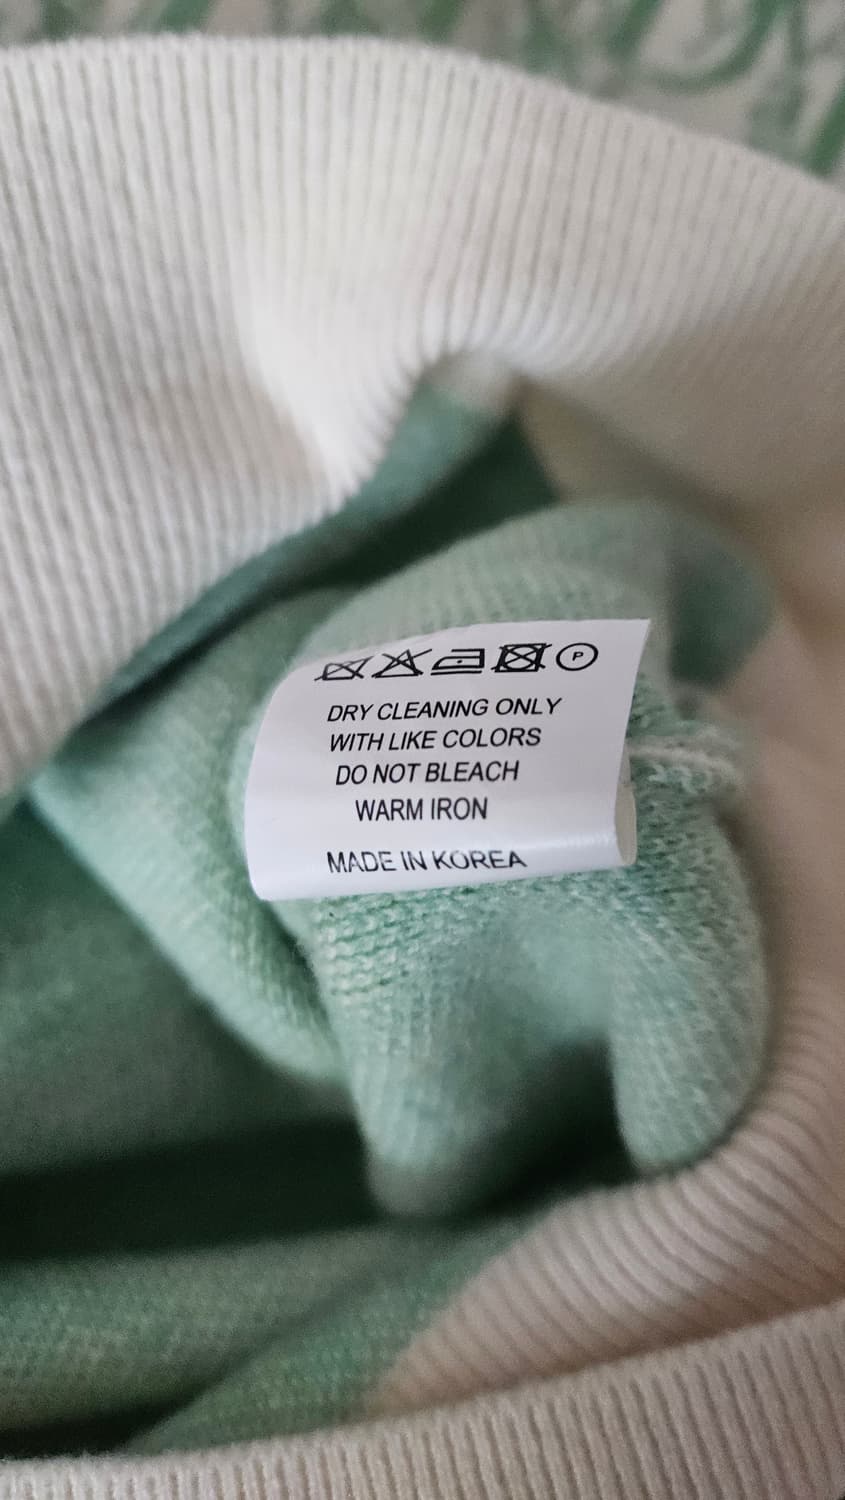 P
DRY CLEANING ONLY
WITH LIKE COLORS
DO NOT BLEACH
WARM IRON
MADE IN KOREA